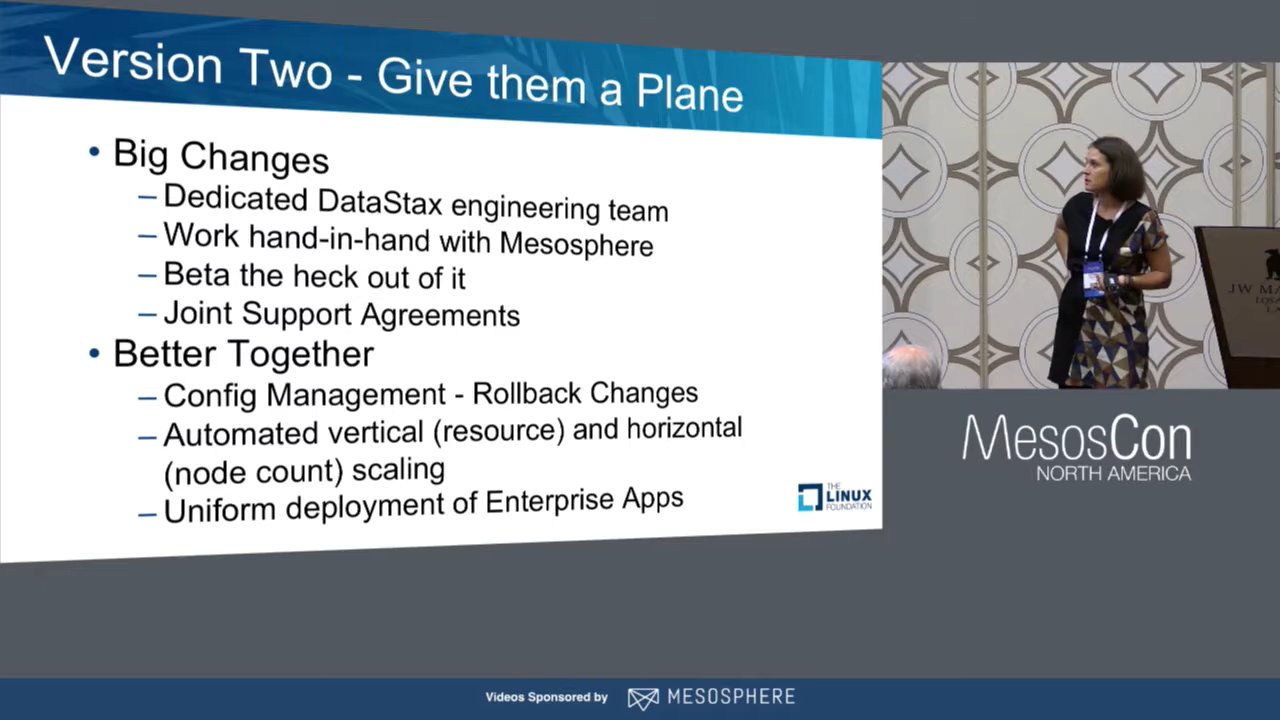 Version Two - Give them a Plane
• Big Changes
– Dedicated DataStax engineering team
– Work hand-in-hand with Mesosphere
– Beta the heck out of it
– Joint Support Agreements
• Better Together
– Config Management - Rollback Changes
– Automated vertical (resource) and horizontal
(node count) scaling
– Uniform deployment of Enterprise Apps
THE
LINUX
FOUNDATION
JW MA
MesosCon
NORTH AMERICA
Videos Sponsored by MESOSPHERE